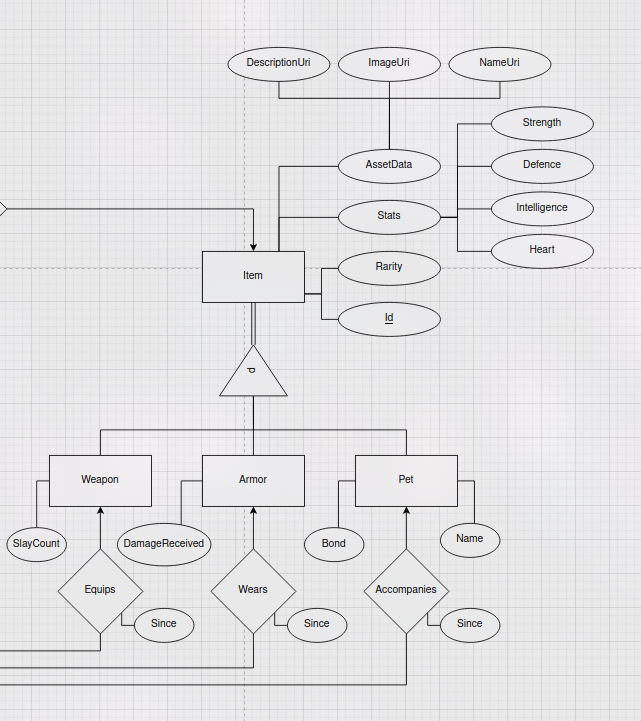 DescriptionUri
ImageUri
NameUri
Strength
AssetData
Defence
Stats
Intelligence
Heart
Item
Rarity
Id
d
Weapon
Armor
Pet
SlayCount
DamageReceived
Bond
Name
Equips
Wears
Accompanies
Since
Since
Since